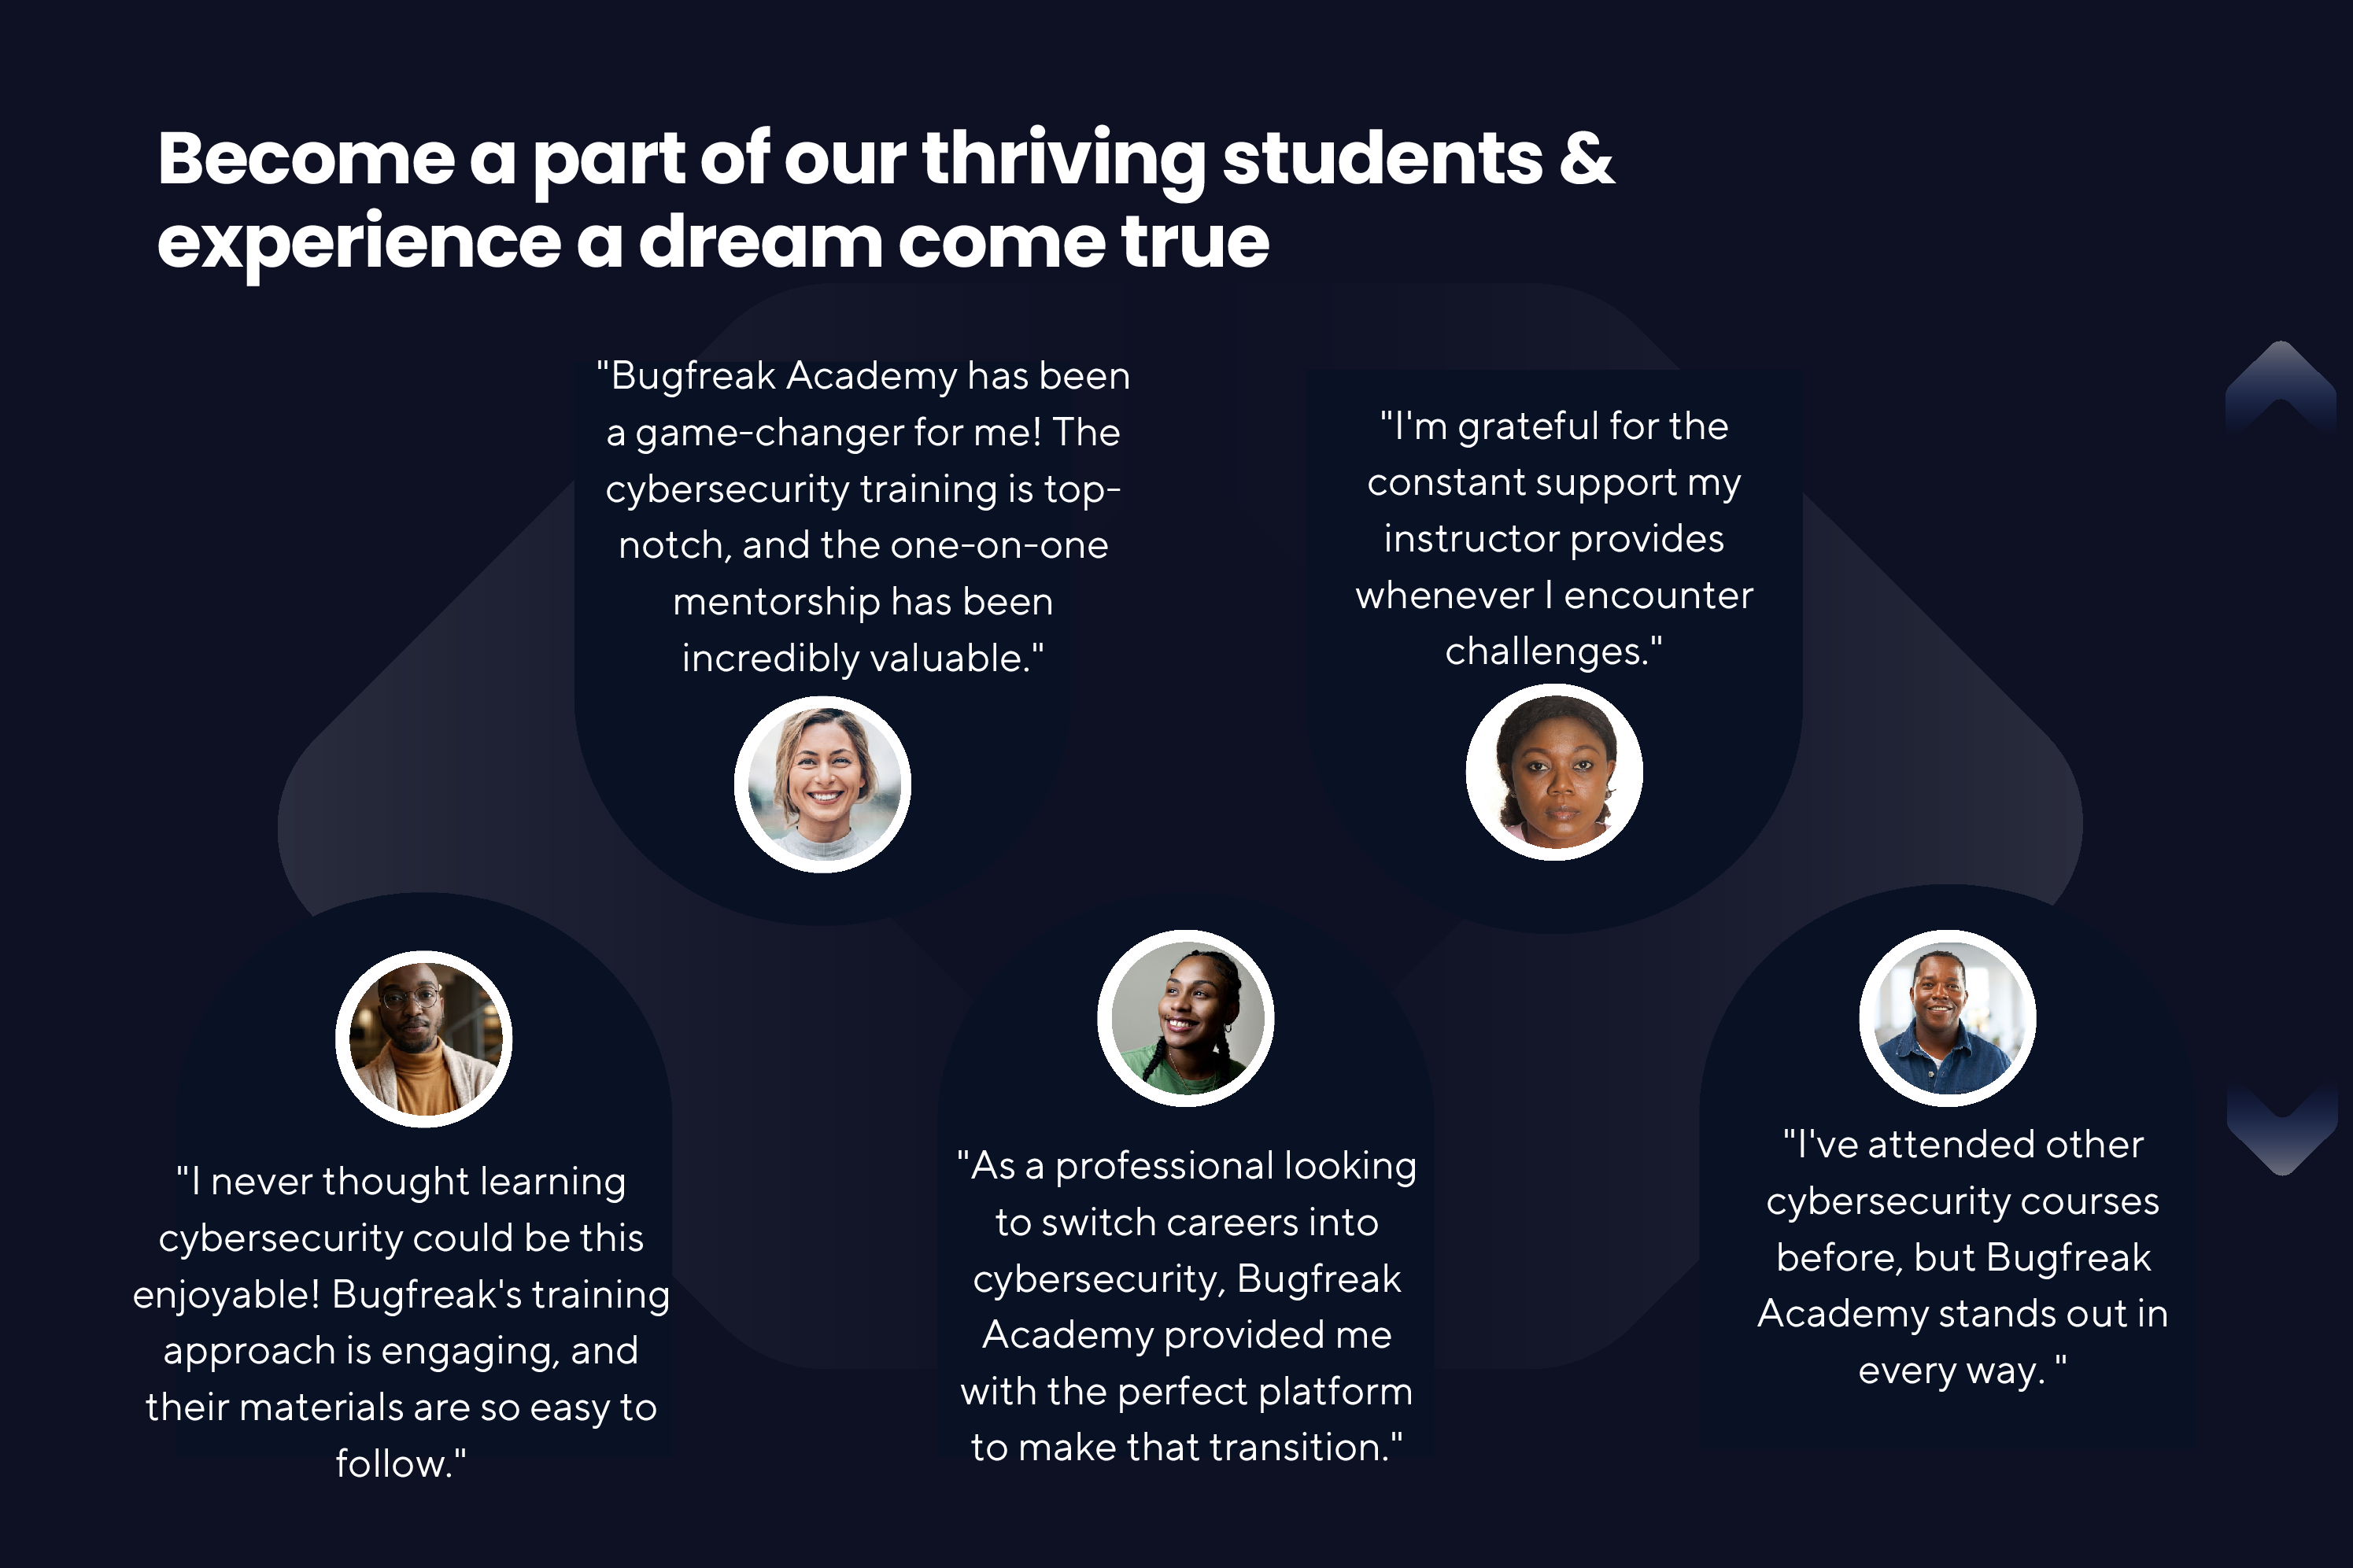 Become a part of our thriving students &
experience a dream come true
"Bugfreak Academy has been
a game-changer for me! The
cybersecurity training is top-
notch, and the one-on-one
mentorship has been
incredibly valuable."
"I'm grateful for the
constant support my
instructor provides
whenever I encounter
challenges."
"I never thought learning
cybersecurity could be this
enjoyable! Bugfreak's training
approach is engaging, and
their materials are so easy to
follow."
"As a professional looking
to switch careers into
cybersecurity, Bugfreak
Academy provided me
with the perfect platform
to make that transition."
"I've attended other
cybersecurity courses
before, but Bugfreak
Academy stands out in
every way. "